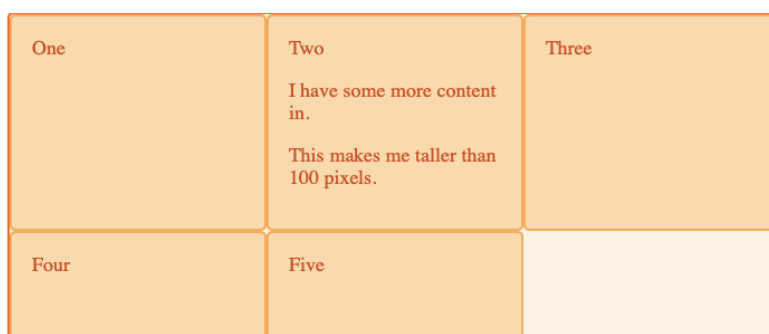 One
Two
I have some more content
in.
This makes me taller than
100 pixels.
Three
Four
Five